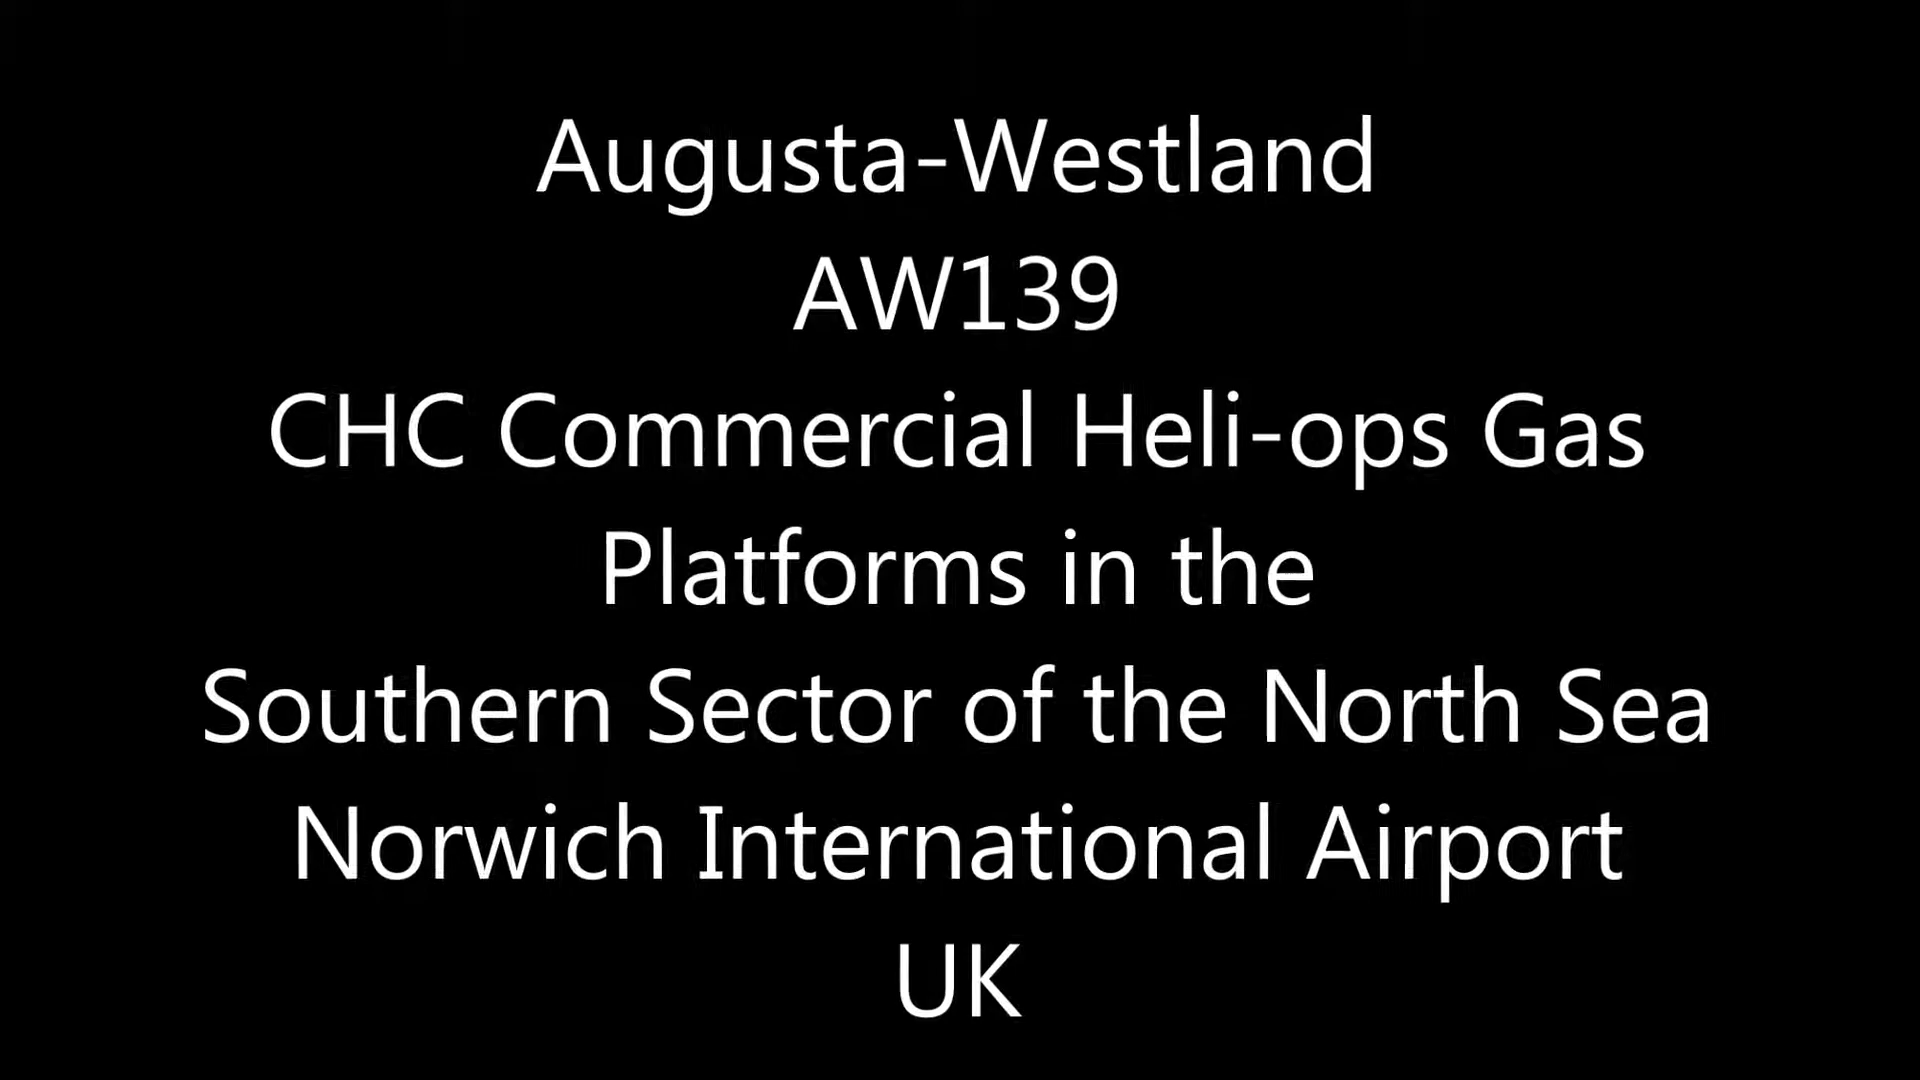 Augusta-Westland
AW139
CHC Commercial Heli-ops Gas
Platforms in the
Southern Sector of the North Sea
Norwich International Airport
UK